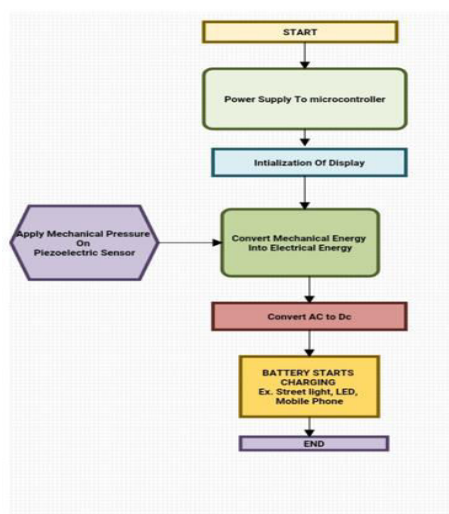 START
Power Supply To microcontroller
Intialization Of Display
Apply Mechanical Pressure
On
Piezoelectric Sensor
Convert Mechanical Energy
Into Electrical Energy
Convert AC to Dc
BATTERY STARTS
CHARGING
Ex. Street light, LED,
Mobile Phone
END